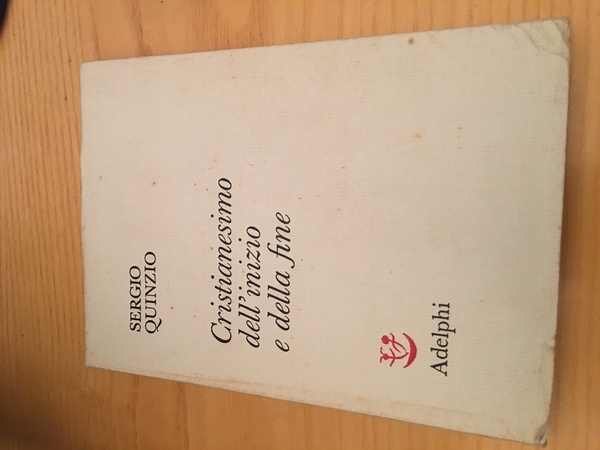 SERGIO
QUINZIO
Cristianesimo
dell'inizio
e della fine
Adelphi